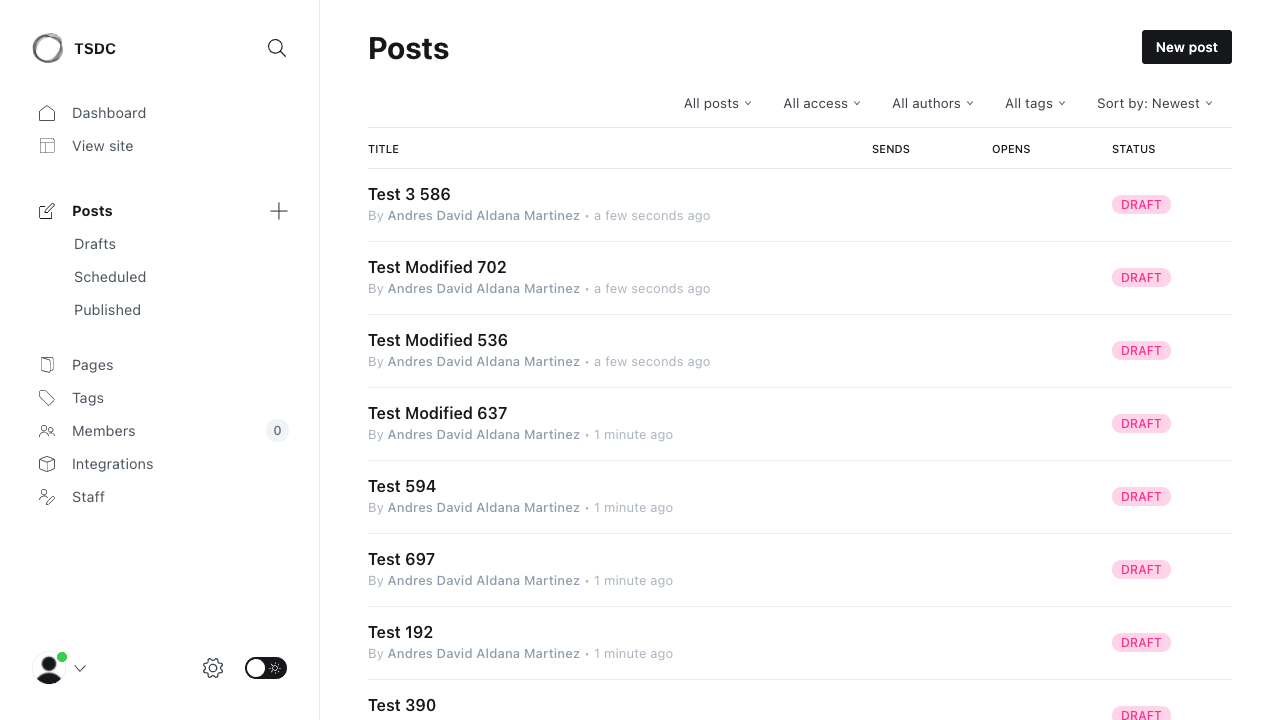 TSDC
Dashboard
View site
Posts
Drafts
Scheduled
Published
Pages
Tags
Members 0
Integrations
Staff
Posts
New post
All posts All access All authors All tags Sort by: Newest
TITLE SENDS OPENS STATUS
Test 3 586
By Andres David Aldana Martinez • a few seconds ago
DRAFT
Test Modified 702
By Andres David Aldana Martinez • a few seconds ago
DRAFT
Test Modified 536
By Andres David Aldana Martinez • a few seconds ago
DRAFT
Test Modified 637
By Andres David Aldana Martinez • 1 minute ago
DRAFT
Test 594
By Andres David Aldana Martinez • 1 minute ago
DRAFT
Test 697
By Andres David Aldana Martinez • 1 minute ago
DRAFT
Test 192
By Andres David Aldana Martinez • 1 minute ago
DRAFT
Test 390
DRAFT